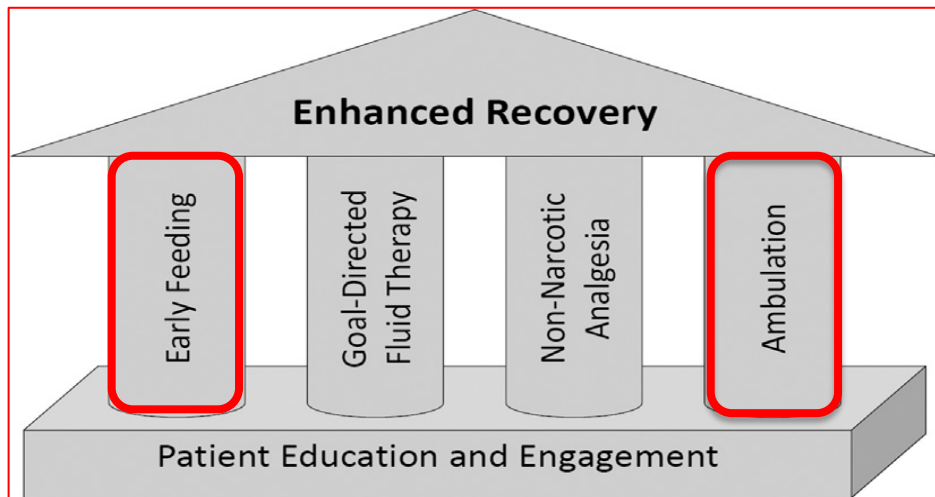 Enhanced Recovery
Early Feeding
Goal-Directed
Fluid Therapy
Non-Narcotic
Analgesia
Ambulation
Patient Education and Engagement